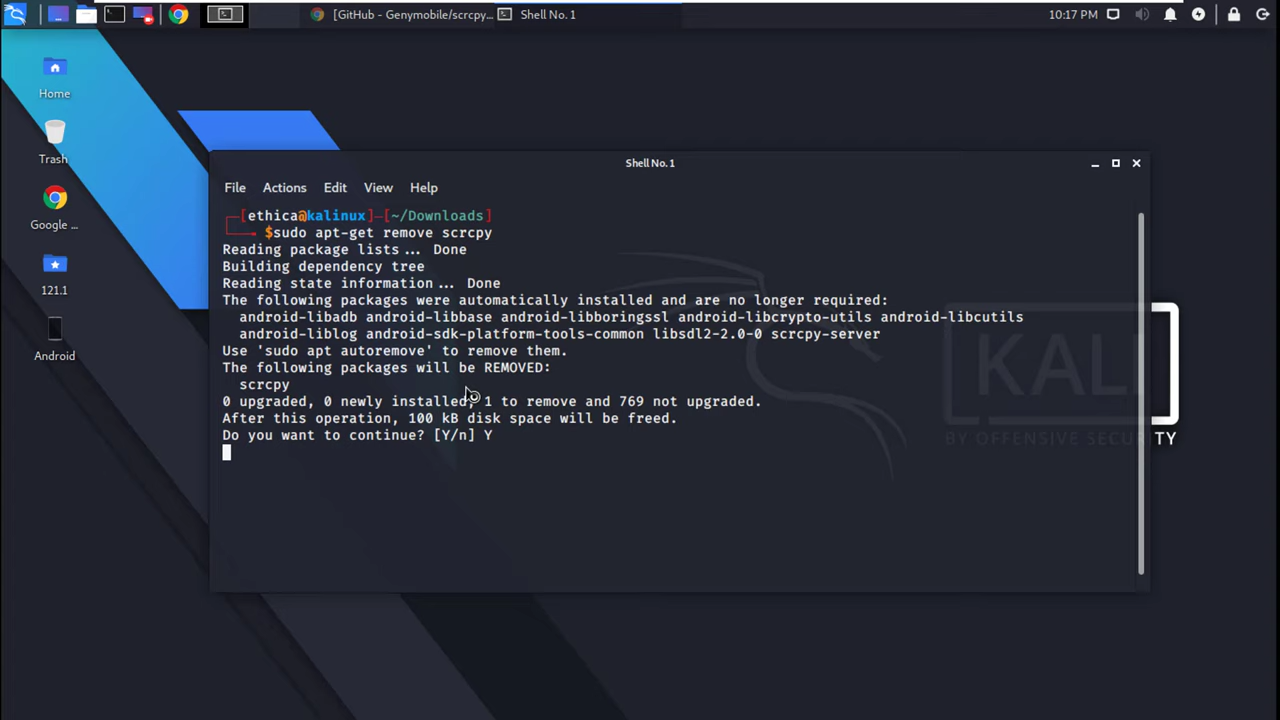 [GitHub - Genymobile/scrcpy...
Shell No. 1
10:17 PM
Home
Trash
Google ...
121.1
Android
Shell No. 1
File Actions Edit View Help
[ethica@kalinux]-[~/Downloads]
$sudo apt-get remove scrcpy
Reading package lists... Done
Building dependency tree
Reading state information... Done
The following packages were automatically installed and are no longer required:
android-libadb android-libbase android-libboringssl android-libcrypto-utils android-libcutils
android-liblog android-sdk-platform-tools-common libsdl2-2.0-0 scrcpy-server
Use 'sudo apt autoremove' to remove them.
The following packages will be REMOVED:
scrcpy
0 upgraded, 0 newly installed, 1 to remove and 769 not upgraded.
After this operation, 100 kB disk space will be freed.
Do you want to continue? [Y/n] Y
KALI
BY OFFENSIVE SECURITY